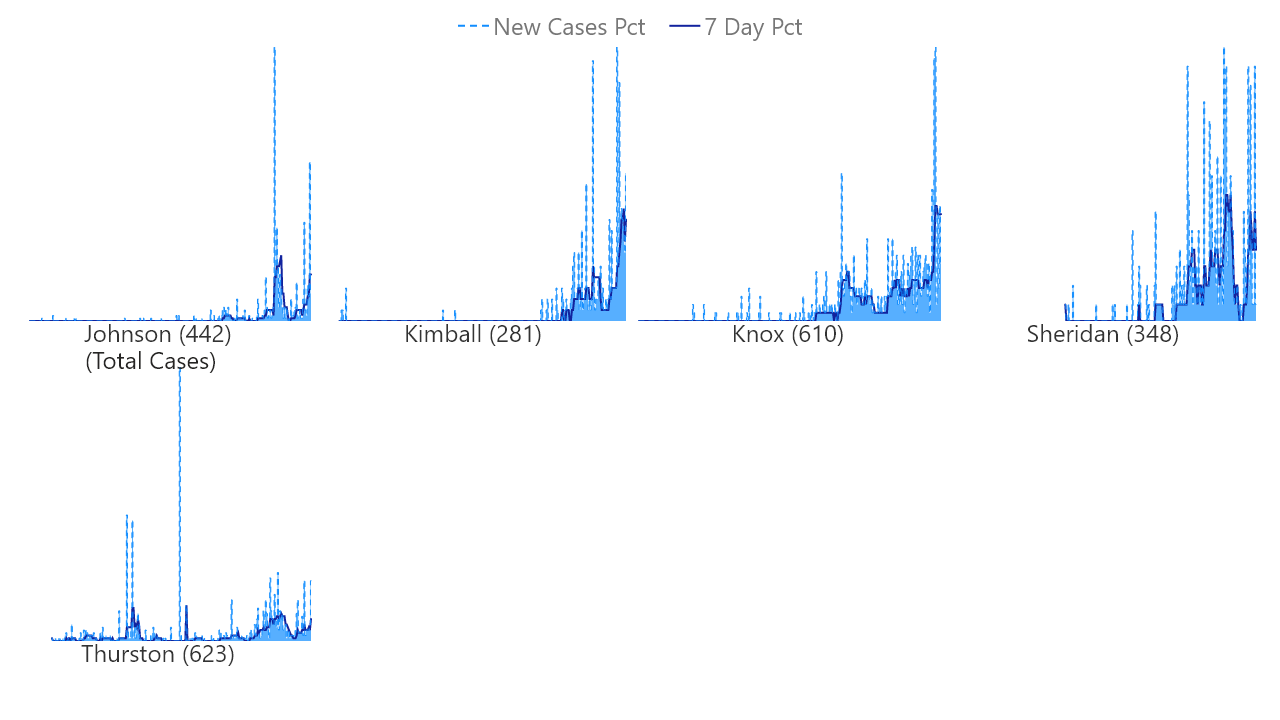 New Cases Pct 7 Day Pct
Johnson (442)
(Total Cases)
Kimball (281)
Knox (610)
Sheridan (348)
Thurston (623)